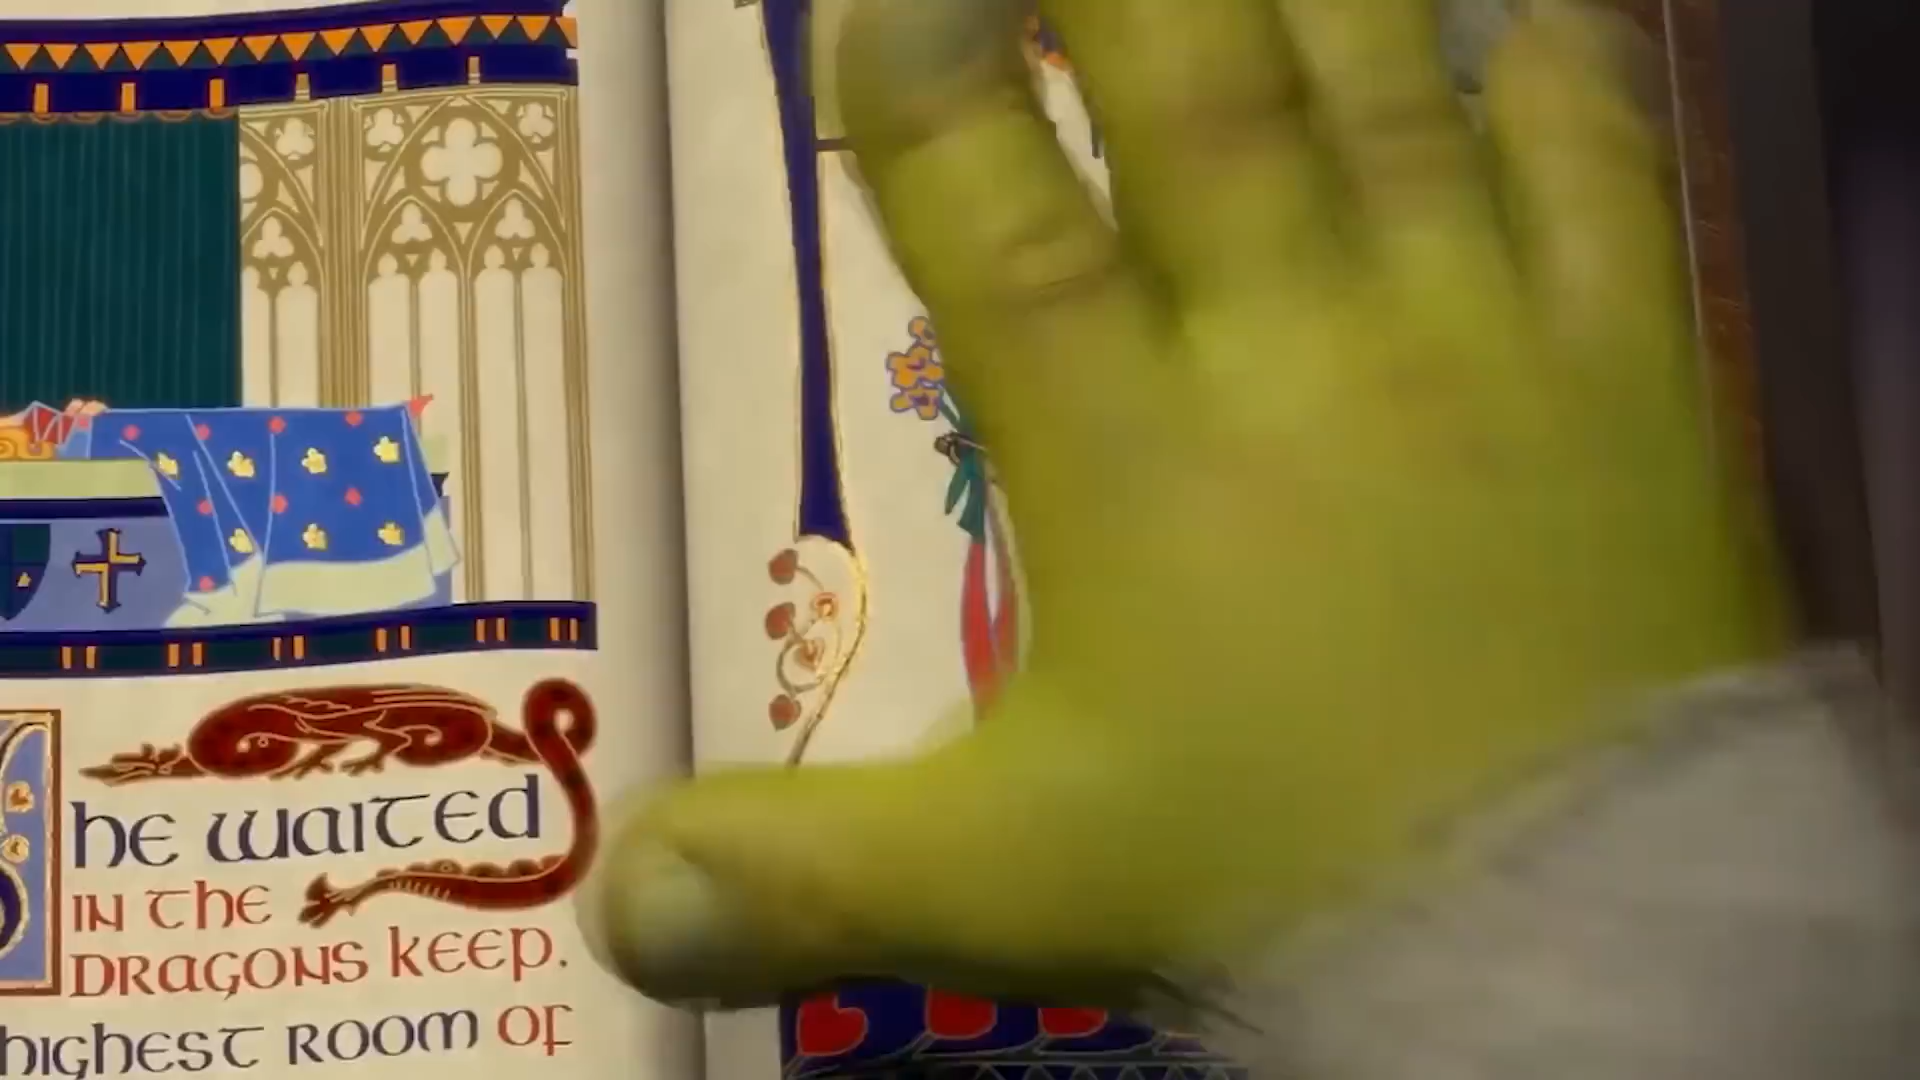 he waited
in the
dragons keep.
highest room of